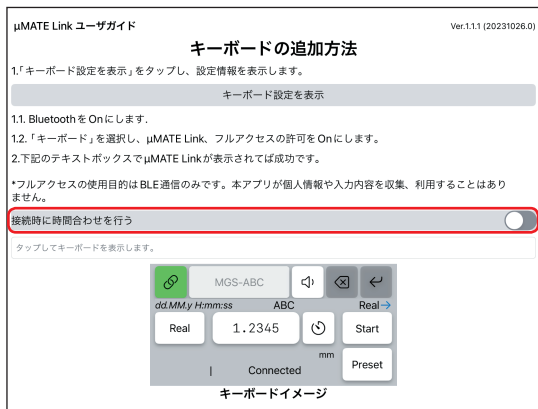 μMATE Link ユーザガイド
Ver.1.1.1 (20231026.0)
キーボードの追加方法
1.「キーボード設定を表示」をタップし、設定情報を表示します。
キーボード設定を表示
1.1. BluetoothをOnにします.
1.2.「キーボード」を選択し、μMATE Link、フルアクセスの許可をOnにします。
2.下記のテキストボックスでμMATE Linkが表示されてば成功です。
*フルアクセスの使用目的はBLE通信のみです。本アプリが個人情報や入力内容を収集、利用することはあり
ません。
接続時に時間合わせを行う
タップしてキーボードを表示します。
MGS-ABC
dd.MM.y H:mm:ss ABC Real→
Real 1.2345 Start
mm
| Connected Preset
キーボードイメージ